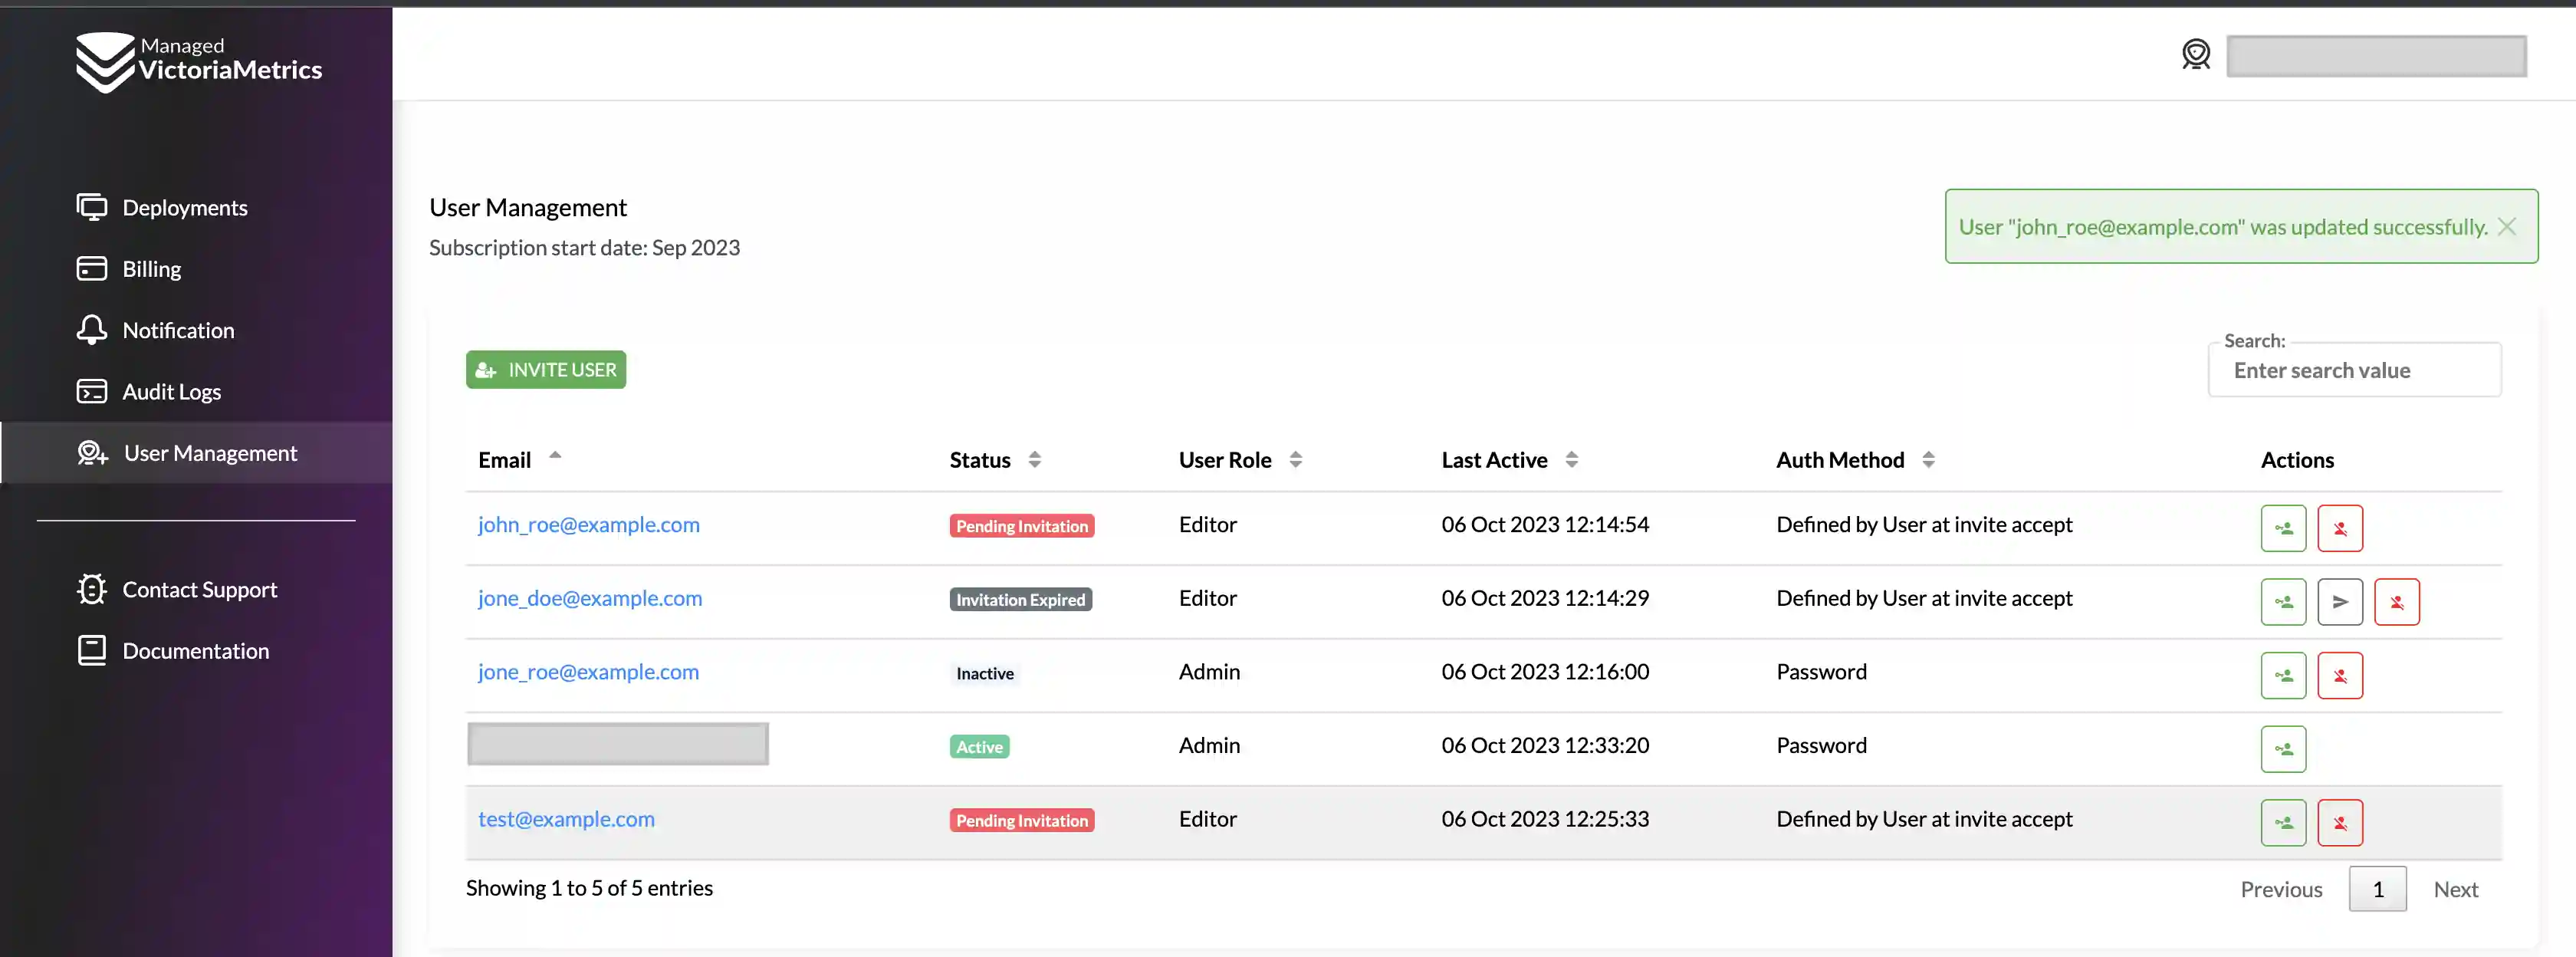 Managed
VictoriaMetrics
Deployments
Billing
Notification
Audit Logs
User Management
Contact Support
Documentation
User Management
Subscription start date: Sep 2023
User "john_roe@example.com" was updated successfully.
INVITE USER
Search:
Enter search value
Email Status User Role Last Active Auth Method Actions
john_roe@example.com Pending Invitation Editor 06 Oct 2023 12:14:54 Defined by User at invite accept
jone_doe@example.com Invitation Expired Editor 06 Oct 2023 12:14:29 Defined by User at invite accept
jone_roe@example.com Inactive Admin 06 Oct 2023 12:16:00 Password
Active Admin 06 Oct 2023 12:33:20 Password
test@example.com Pending Invitation Editor 06 Oct 2023 12:25:33 Defined by User at invite accept
Showing 1 to 5 of 5 entries
Previous 1 Next